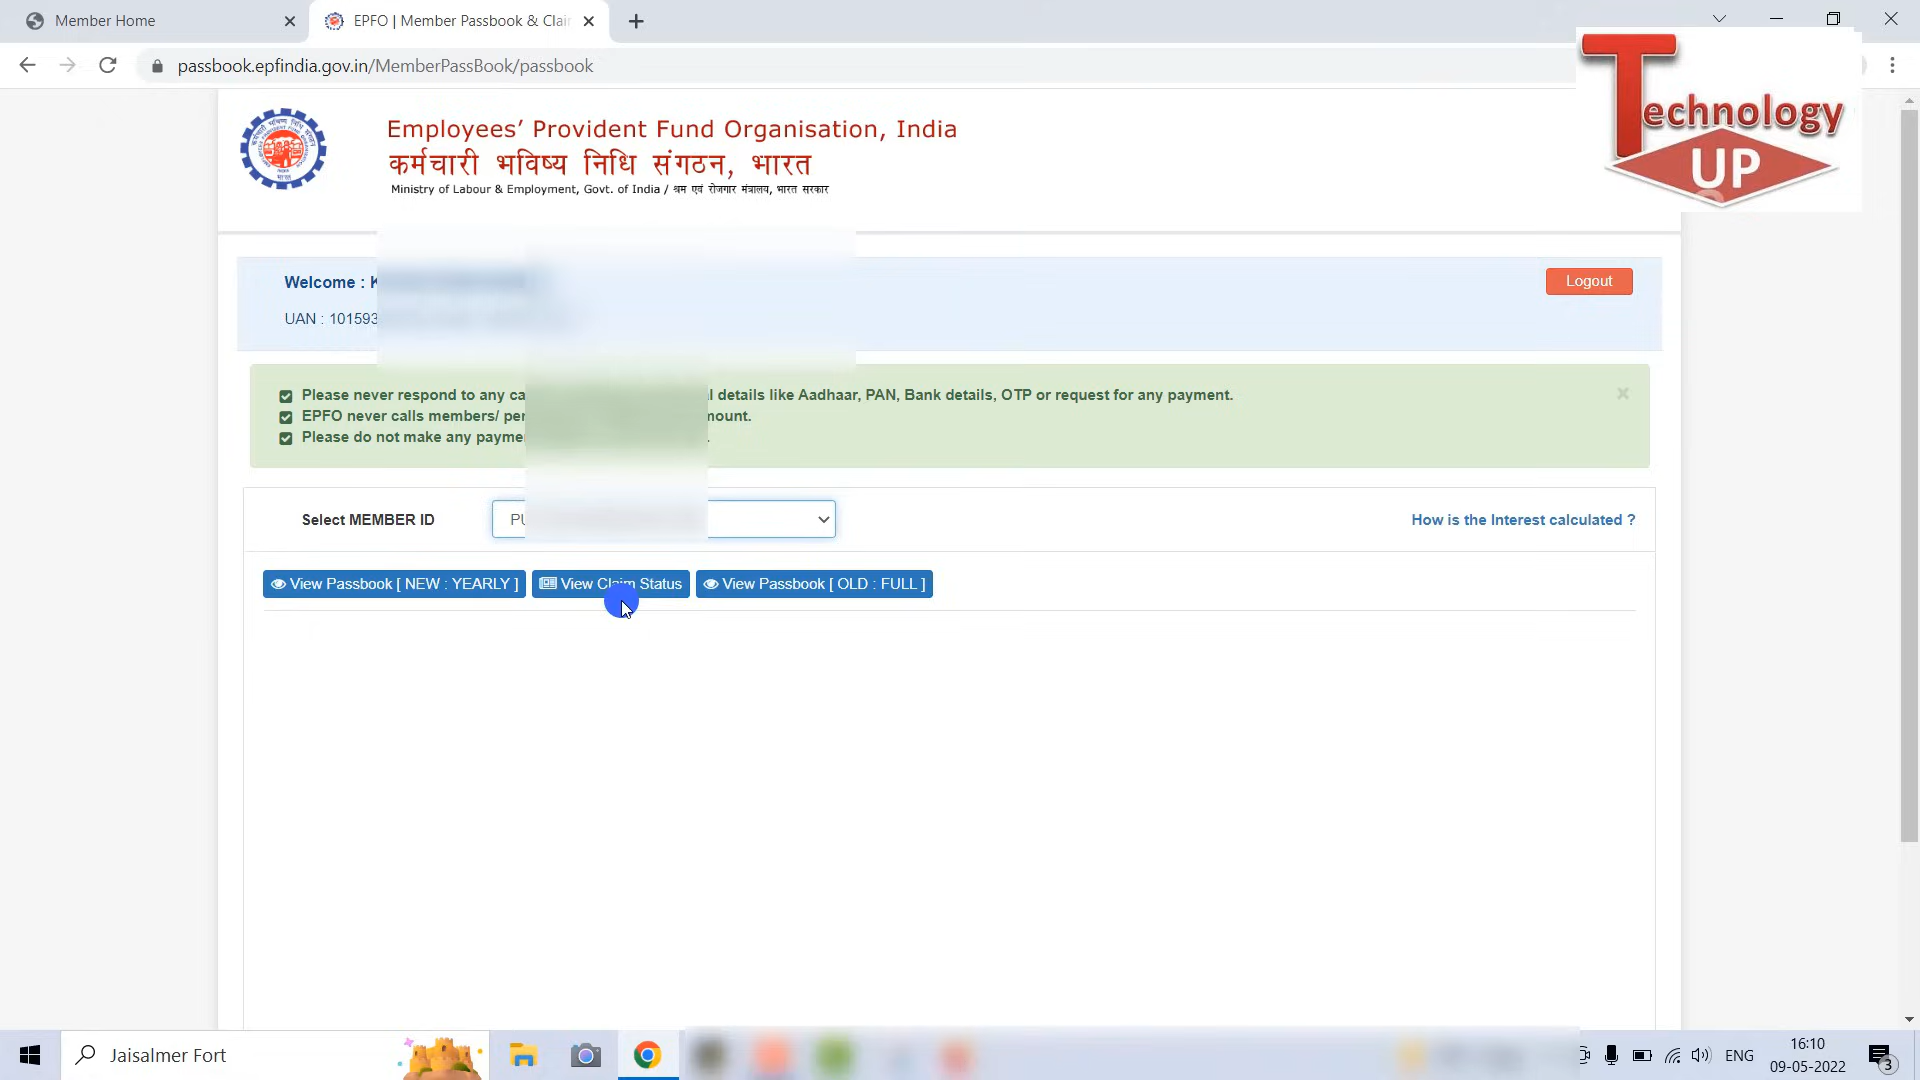 Member Home
EPFO | Member Passbook & Clai
passbook.epfindia.gov.in/MemberPassBook/passbook
Technology
UP
Employees' Provident Fund Organisation, India
कर्मचारी भविष्य निधि संगठन, भारत
Ministry of Labour & Employment, Govt. of India / श्रम एवं रोजगार मंत्रालय, भारत सरकार
Welcome : K
Logout
UAN : 101593
Please never respond to any ca l details like Aadhaar, PAN, Bank details, OTP or request for any payment.
EPFO never calls members/ per mount.
Please do not make any payme .
Select MEMBER ID PU
How is the Interest calculated ?
View Passbook [ NEW : YEARLY ] View Claim Status View Passbook [ OLD : FULL ]
Jaisalmer Fort
ENG
16:10
09-05-2022
3